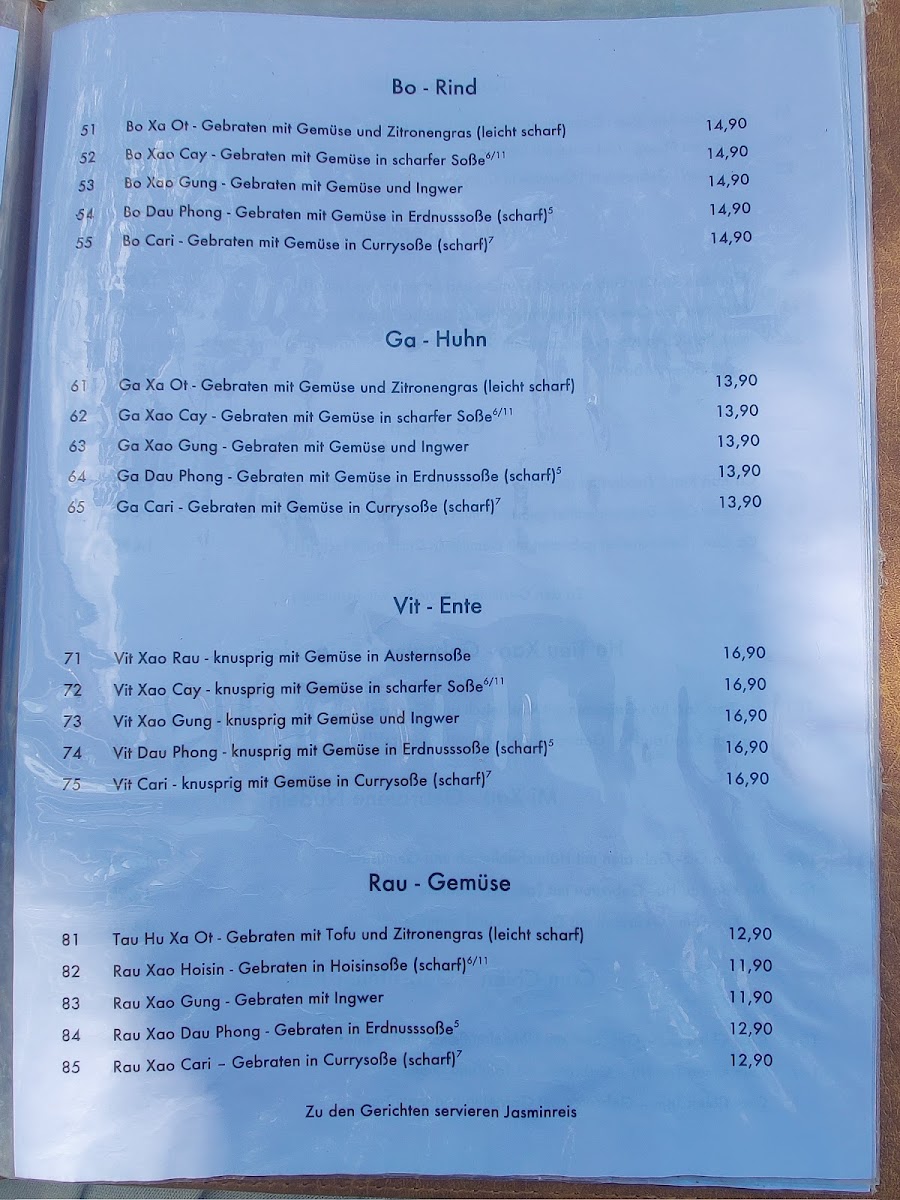 Bo - Rind
51 Bo Xa Ot - Gebraten mit Gemüse und Zitronengras (leicht scharf) 14,90
52 Bo Xao Cay - Gebraten mit Gemüse in scharfer Soße⁶/¹¹ 14,90
53 Bo Xao Gung - Gebraten mit Gemüse und Ingwer 14,90
54 Bo Dau Phong - Gebraten mit Gemüse in Erdnusssoße (scharf)⁵ 14,90
55 Bo Cari - Gebraten mit Gemüse in Currysoße (scharf)⁷ 14,90
Ga - Huhn
61 Ga Xa Ot - Gebraten mit Gemüse und Zitronengras (leicht scharf) 13,90
62 Ga Xao Cay - Gebraten mit Gemüse in scharfer Soße⁶/¹¹ 13,90
63 Ga Xao Gung - Gebraten mit Gemüse und Ingwer 13,90
64 Ga Dau Phong - Gebraten mit Gemüse in Erdnusssoße (scharf)⁵ 13,90
65 Ga Cari - Gebraten mit Gemüse in Currysoße (scharf)⁷ 13,90
Vit - Ente
71 Vit Xao Rau - knusprig mit Gemüse in Austernsoße 16,90
72 Vit Xao Cay - knusprig mit Gemüse in scharfer Soße⁶/¹¹ 16,90
73 Vit Xao Gung - knusprig mit Gemüse und Ingwer 16,90
74 Vit Dau Phong - knusprig mit Gemüse in Erdnusssoße (scharf)⁵ 16,90
75 Vit Cari - knusprig mit Gemüse in Currysoße (scharf)⁷ 16,90
Rau - Gemüse
81 Tau Hu Xa Ot - Gebraten mit Tofu und Zitronengras (leicht scharf) 12,90
82 Rau Xao Hoisin - Gebraten in Hoisinsoße (scharf)⁶/¹¹ 11,90
83 Rau Xao Gung - Gebraten mit Ingwer 11,90
84 Rau Xao Dau Phong - Gebraten in Erdnusssoße⁵ 12,90
85 Rau Xao Cari – Gebraten in Currysoße (scharf)⁷ 12,90
Zu den Gerichten servieren Jasminreis